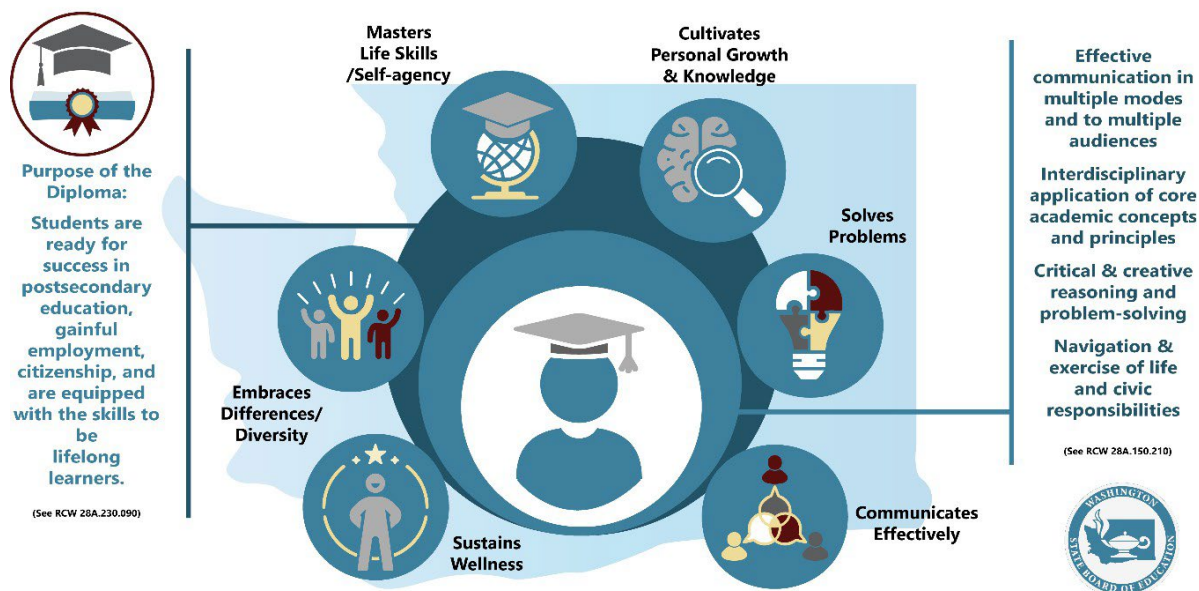 Purpose of the
Diploma:
Students are
ready for
success in
postsecondary
education,
gainful
employment,
citizenship, and
are equipped
with the skills to
be
lifelong
learners.
(See RCW 28A.230.090)
Masters
Life Skills
/Self-agency
Cultivates
Personal Growth
& Knowledge
Solves
Problems
Embraces
Differences/
Diversity
Sustains
Wellness
Communicates
Effectively
Effective
communication in
multiple modes
and to multiple
audiences
Interdisciplinary
application of core
academic concepts
and principles
Critical & creative
reasoning and
problem-solving
Navigation &
exercise of life
and civic
responsibilities
(See RCW 28A.150.210)
WASHINGTON
STATE BOARD OF EDUCATION